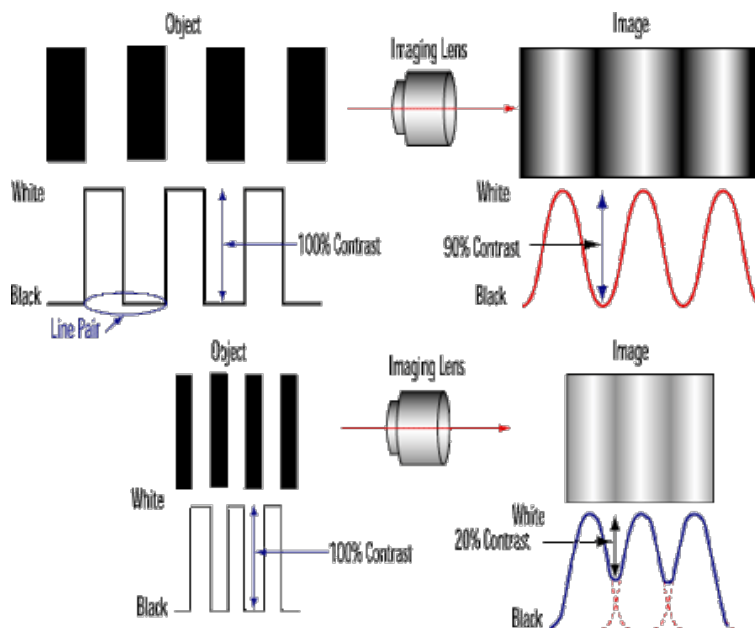 Object
Imaging Lens
Image
White
100% Contrast
Black
Line Pair
White
90% Contrast
Black
Object
Imaging Lens
Image
White
100% Contrast
Black
White
20% Contrast
Black